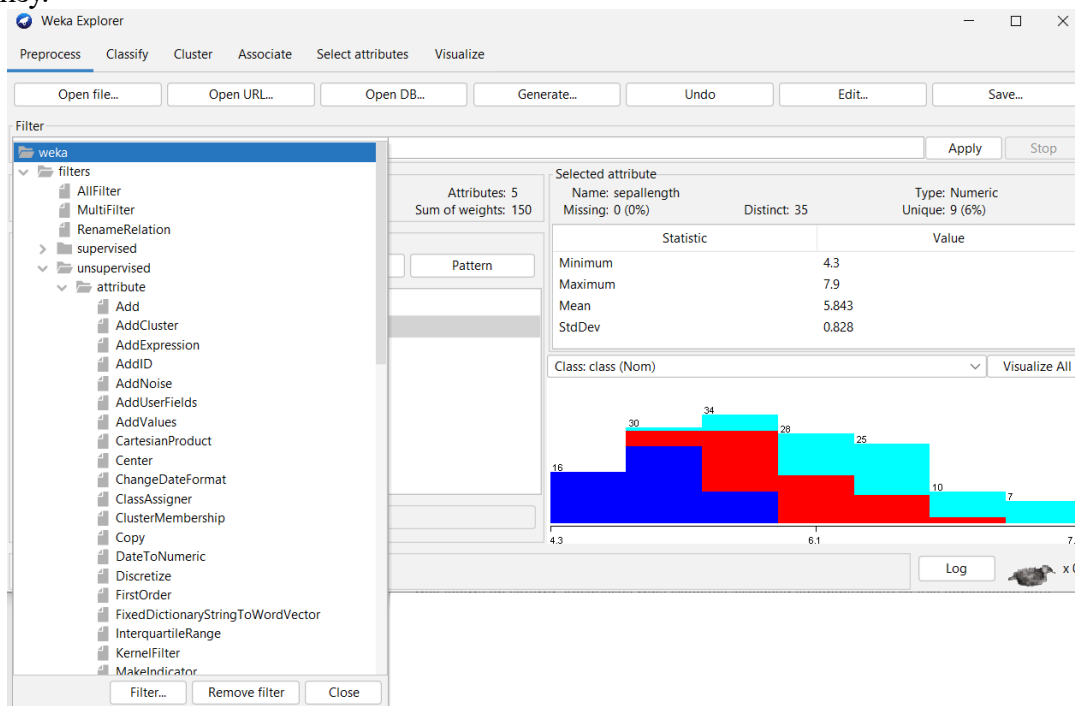 Weka Explorer
Preprocess Classify Cluster Associate Select attributes Visualize
Open file... Open URL... Open DB... Generate... Undo Edit... Save...
Filter
weka
Apply Stop
filters
AllFilter
MultiFilter
RenameRelation
supervised
unsupervised
attribute
Add
AddCluster
AddExpression
AddID
AddNoise
AddUserFields
AddValues
CartesianProduct
Center
ChangeDateFormat
ClassAssigner
ClusterMembership
Copy
DateToNumeric
Discretize
FirstOrder
FixedDictionaryStringToWordVector
InterquartileRange
KernelFilter
MakeIndicator
Filter... Remove filter Close
Attributes: 5
Sum of weights: 150
Pattern
Selected attribute
Name: sepallength Type: Numeric
Missing: 0 (0%) Distinct: 35 Unique: 9 (6%)
Statistic Value
Minimum 4.3
Maximum 7.9
Mean 5.843
StdDev 0.828
Class: class (Nom) Visualize All
16 30 34 28 25 10 7
4.3 6.1
Log x